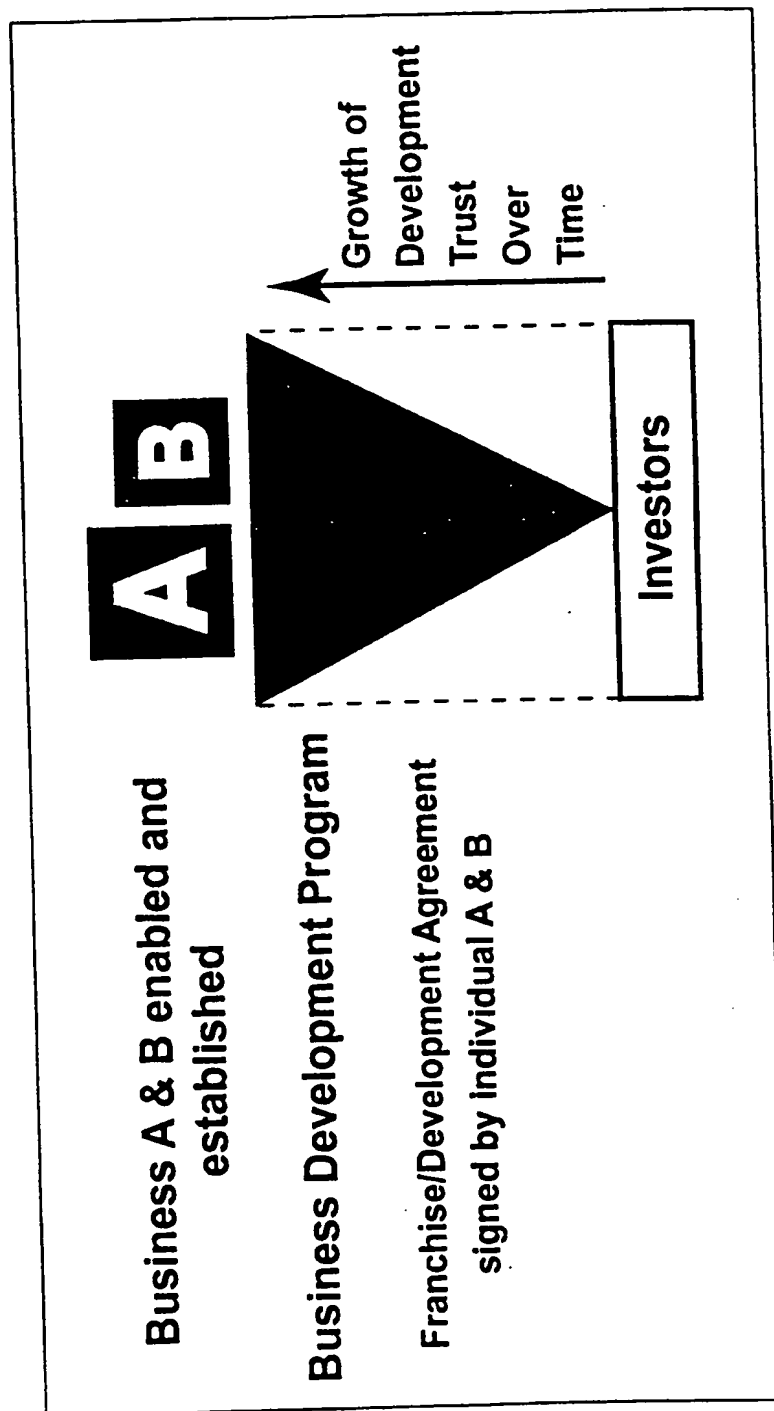 Business A & B enabled and
established
Business Development Program
Franchise/Development Agreement
signed by individual A & B
A B
Investors
Growth of
Development
Trust
Over
Time